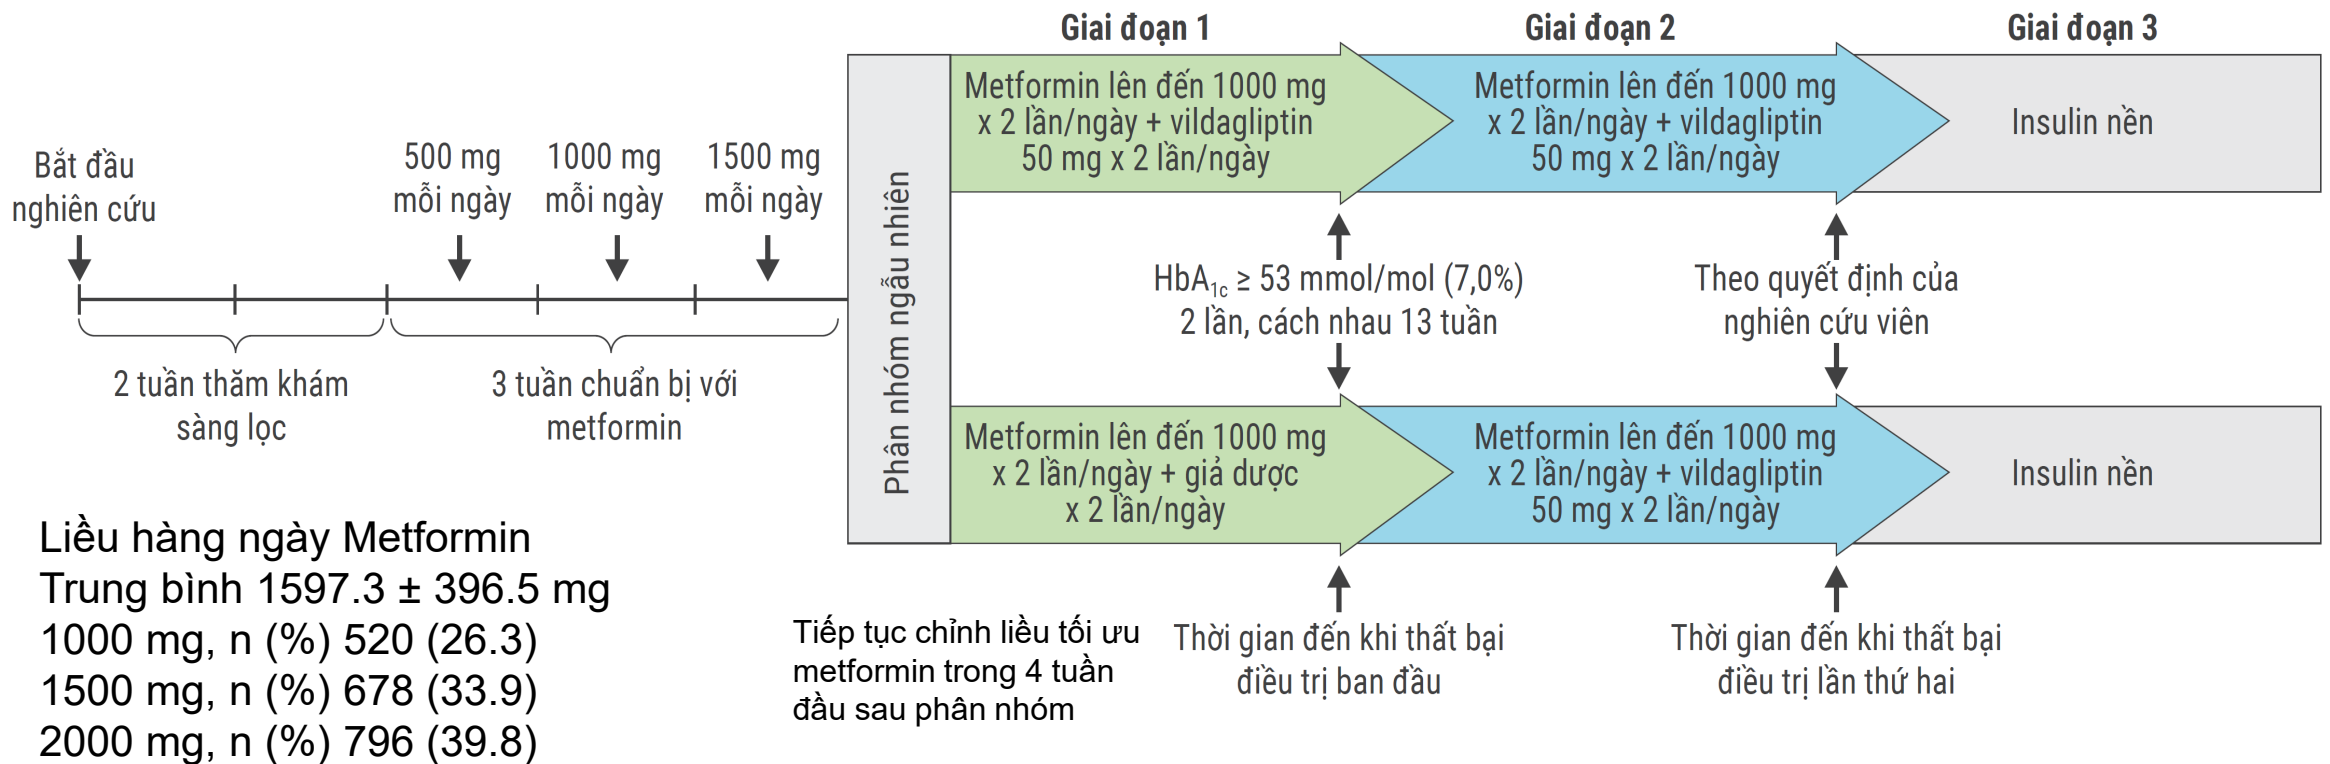 Giai đoạn 1
Giai đoạn 2
Giai đoạn 3
Bắt đầu
nghiên cứu
500 mg
mỗi ngày
1000 mg
mỗi ngày
1500 mg
mỗi ngày
2 tuần thăm khám
sàng lọc
3 tuần chuẩn bị với
metformin
Phân nhóm ngẫu nhiên
Metformin lên đến 1000 mg
x 2 lần/ngày + vildagliptin
50 mg x 2 lần/ngày
Metformin lên đến 1000 mg
x 2 lần/ngày + vildagliptin
50 mg x 2 lần/ngày
Insulin nền
HbA1c ≥ 53 mmol/mol (7,0%)
2 lần, cách nhau 13 tuần
Theo quyết định của
nghiên cứu viên
Metformin lên đến 1000 mg
x 2 lần/ngày + giả dược
x 2 lần/ngày
Metformin lên đến 1000 mg
x 2 lần/ngày + vildagliptin
50 mg x 2 lần/ngày
Insulin nền
Liều hàng ngày Metformin
Trung bình 1597.3 ± 396.5 mg
1000 mg, n (%) 520 (26.3)
1500 mg, n (%) 678 (33.9)
2000 mg, n (%) 796 (39.8)
Tiếp tục chỉnh liều tối ưu
metformin trong 4 tuần
đầu sau phân nhóm
Thời gian đến khi thất bại
điều trị ban đầu
Thời gian đến khi thất bại
điều trị lần thứ hai